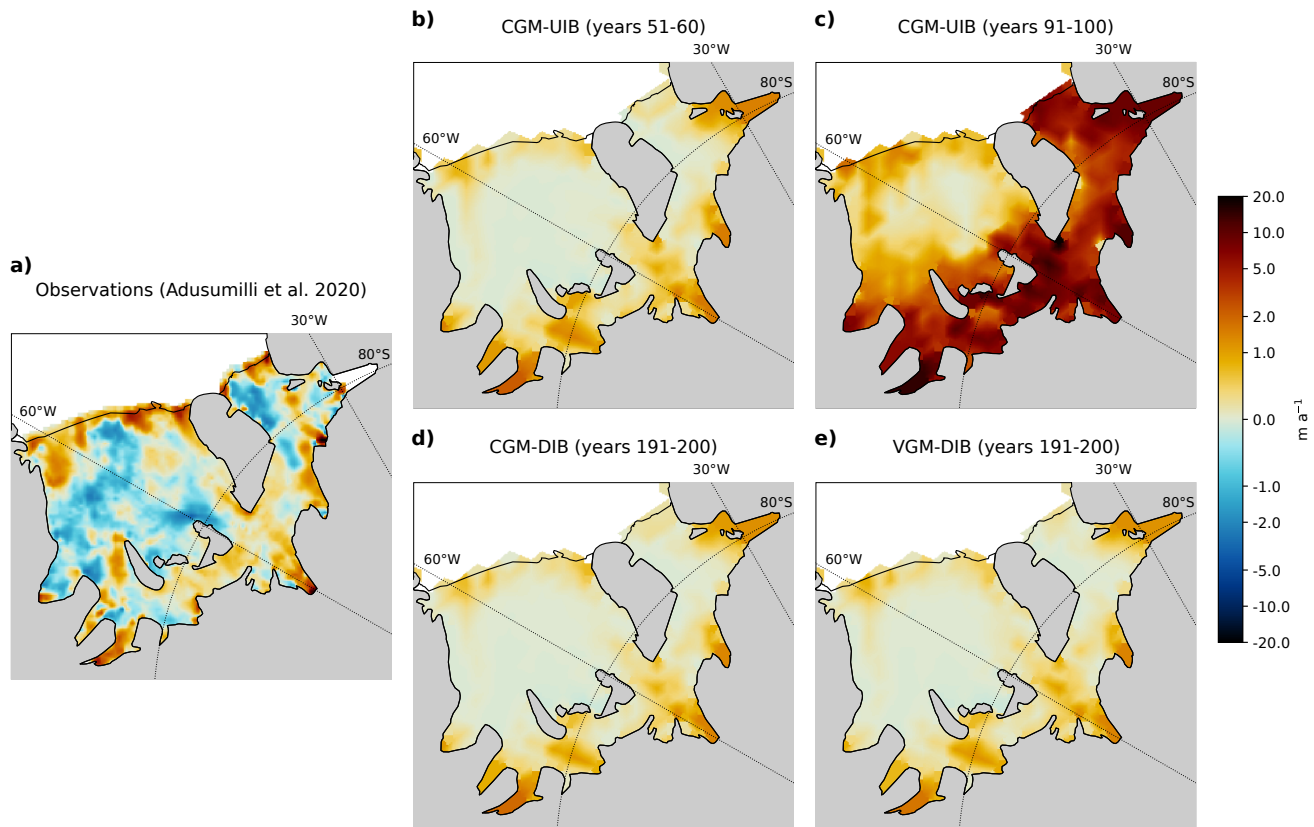 b)
CGM-UIB (years 51-60)
30°W
80°S
60°W
c)
CGM-UIB (years 91-100)
30°W
80°S
60°W
a)
Observations (Adusumilli et al. 2020)
30°W
80°S
60°W
d)
CGM-DIB (years 191-200)
30°W
80°S
60°W
e)
VGM-DIB (years 191-200)
30°W
80°S
60°W
20.0
10.0
5.0
2.0
1.0
0.0
-1.0
-2.0
-5.0
-10.0
-20.0
m a⁻¹